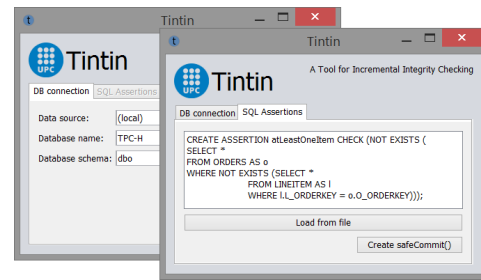 Tintin
UPC
Tintin
DB connection SQL Assertions
Data source: (local)
Database name: TPC-H
Database schema: dbo
Tintin
UPC
Tintin
A Tool for Incremental Integrity Checking
DB connection SQL Assertions
CREATE ASSERTION atLeastOneItem CHECK (NOT EXISTS (
SELECT *
FROM ORDERS AS o
WHERE NOT EXISTS (SELECT *
FROM LINEITEM AS l
WHERE l.L_ORDERKEY = o.O_ORDERKEY)));
Load from file
Create safeCommit()